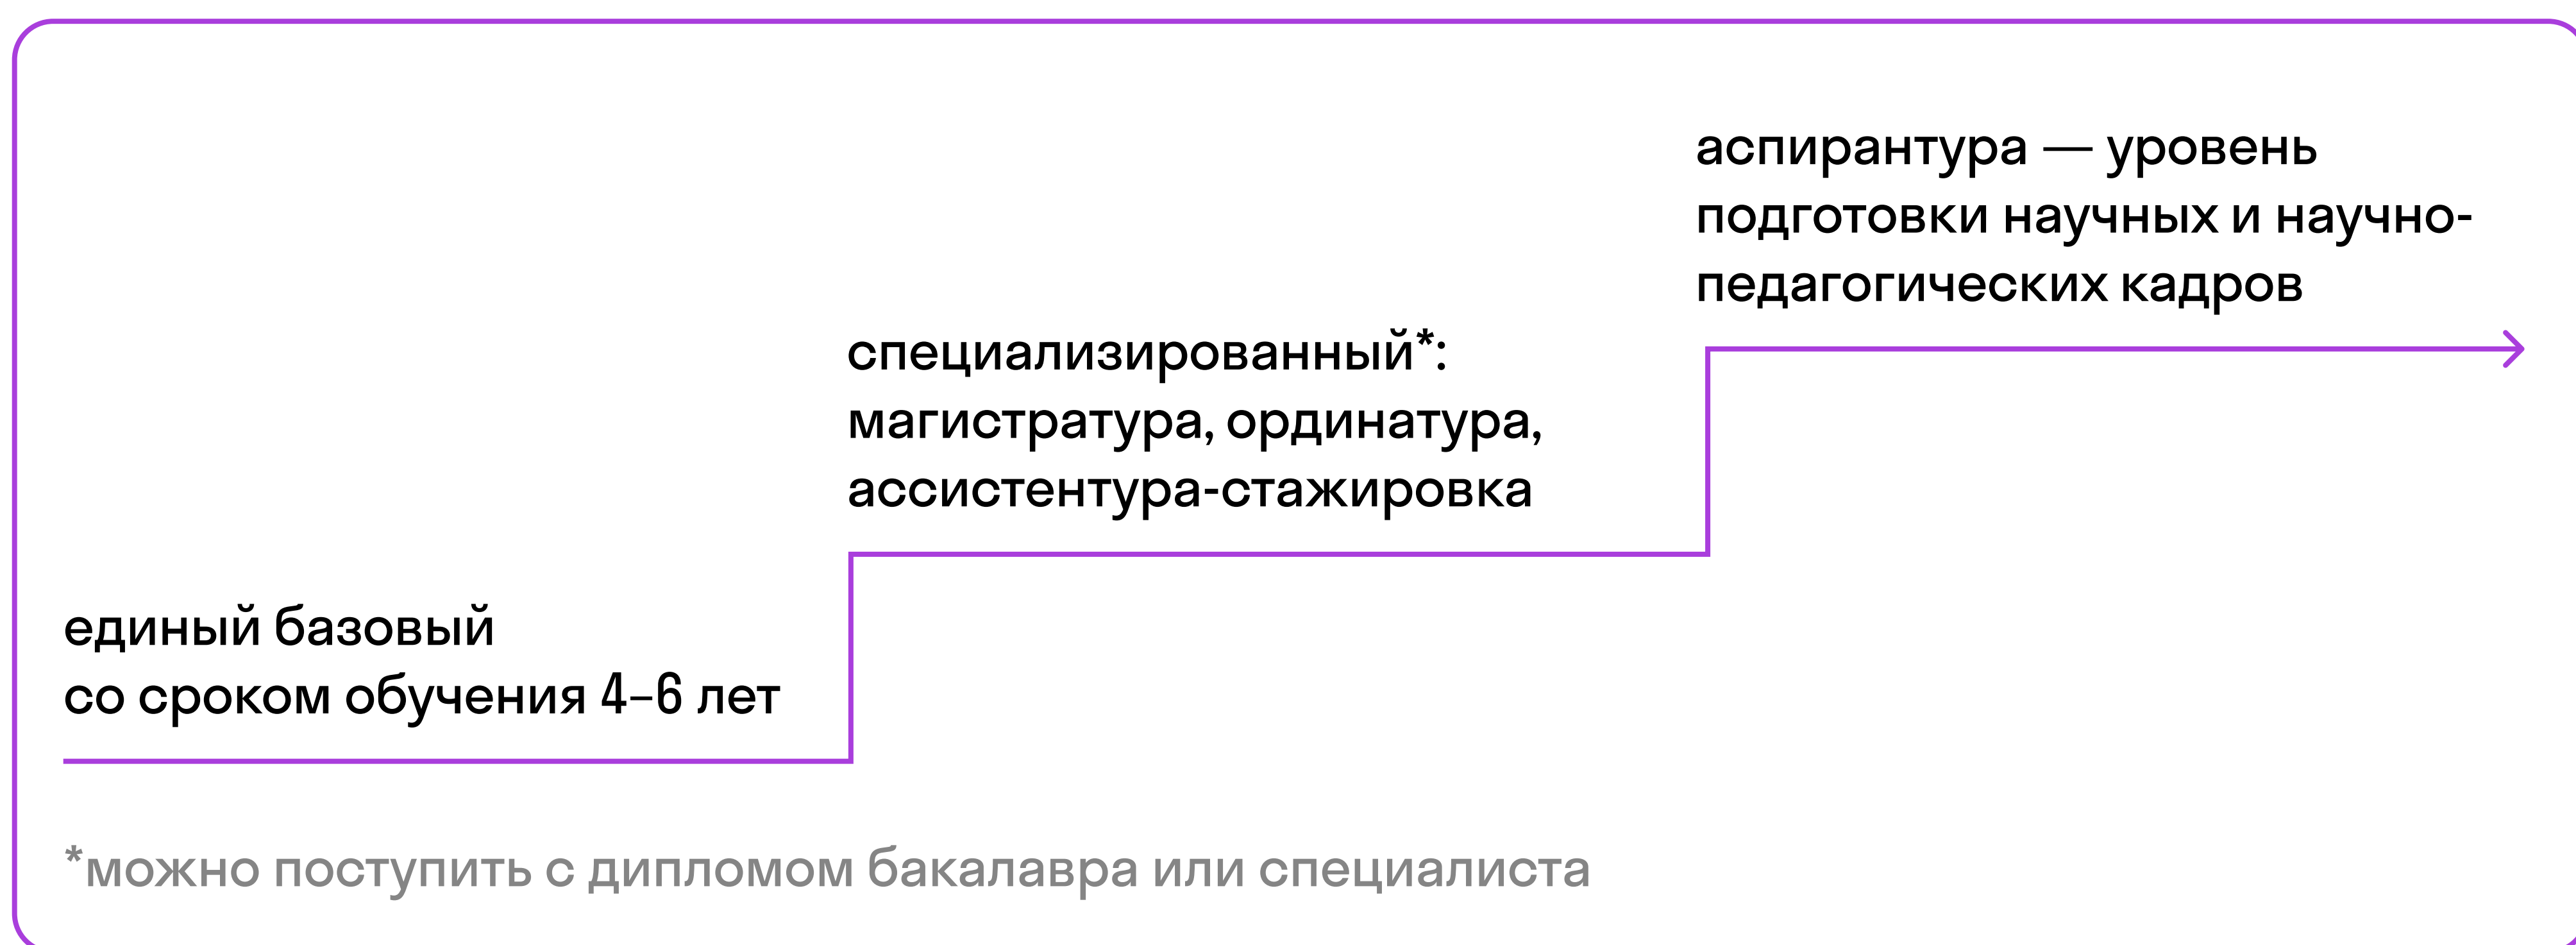 аспирантура — уровень
подготовки научных и научно-
педагогических кадров
специализированный*:
магистратура, ординатура,
ассистентура-стажировка
единый базовый
со сроком обучения 4–6 лет
*можно поступить с дипломом бакалавра или специалиста